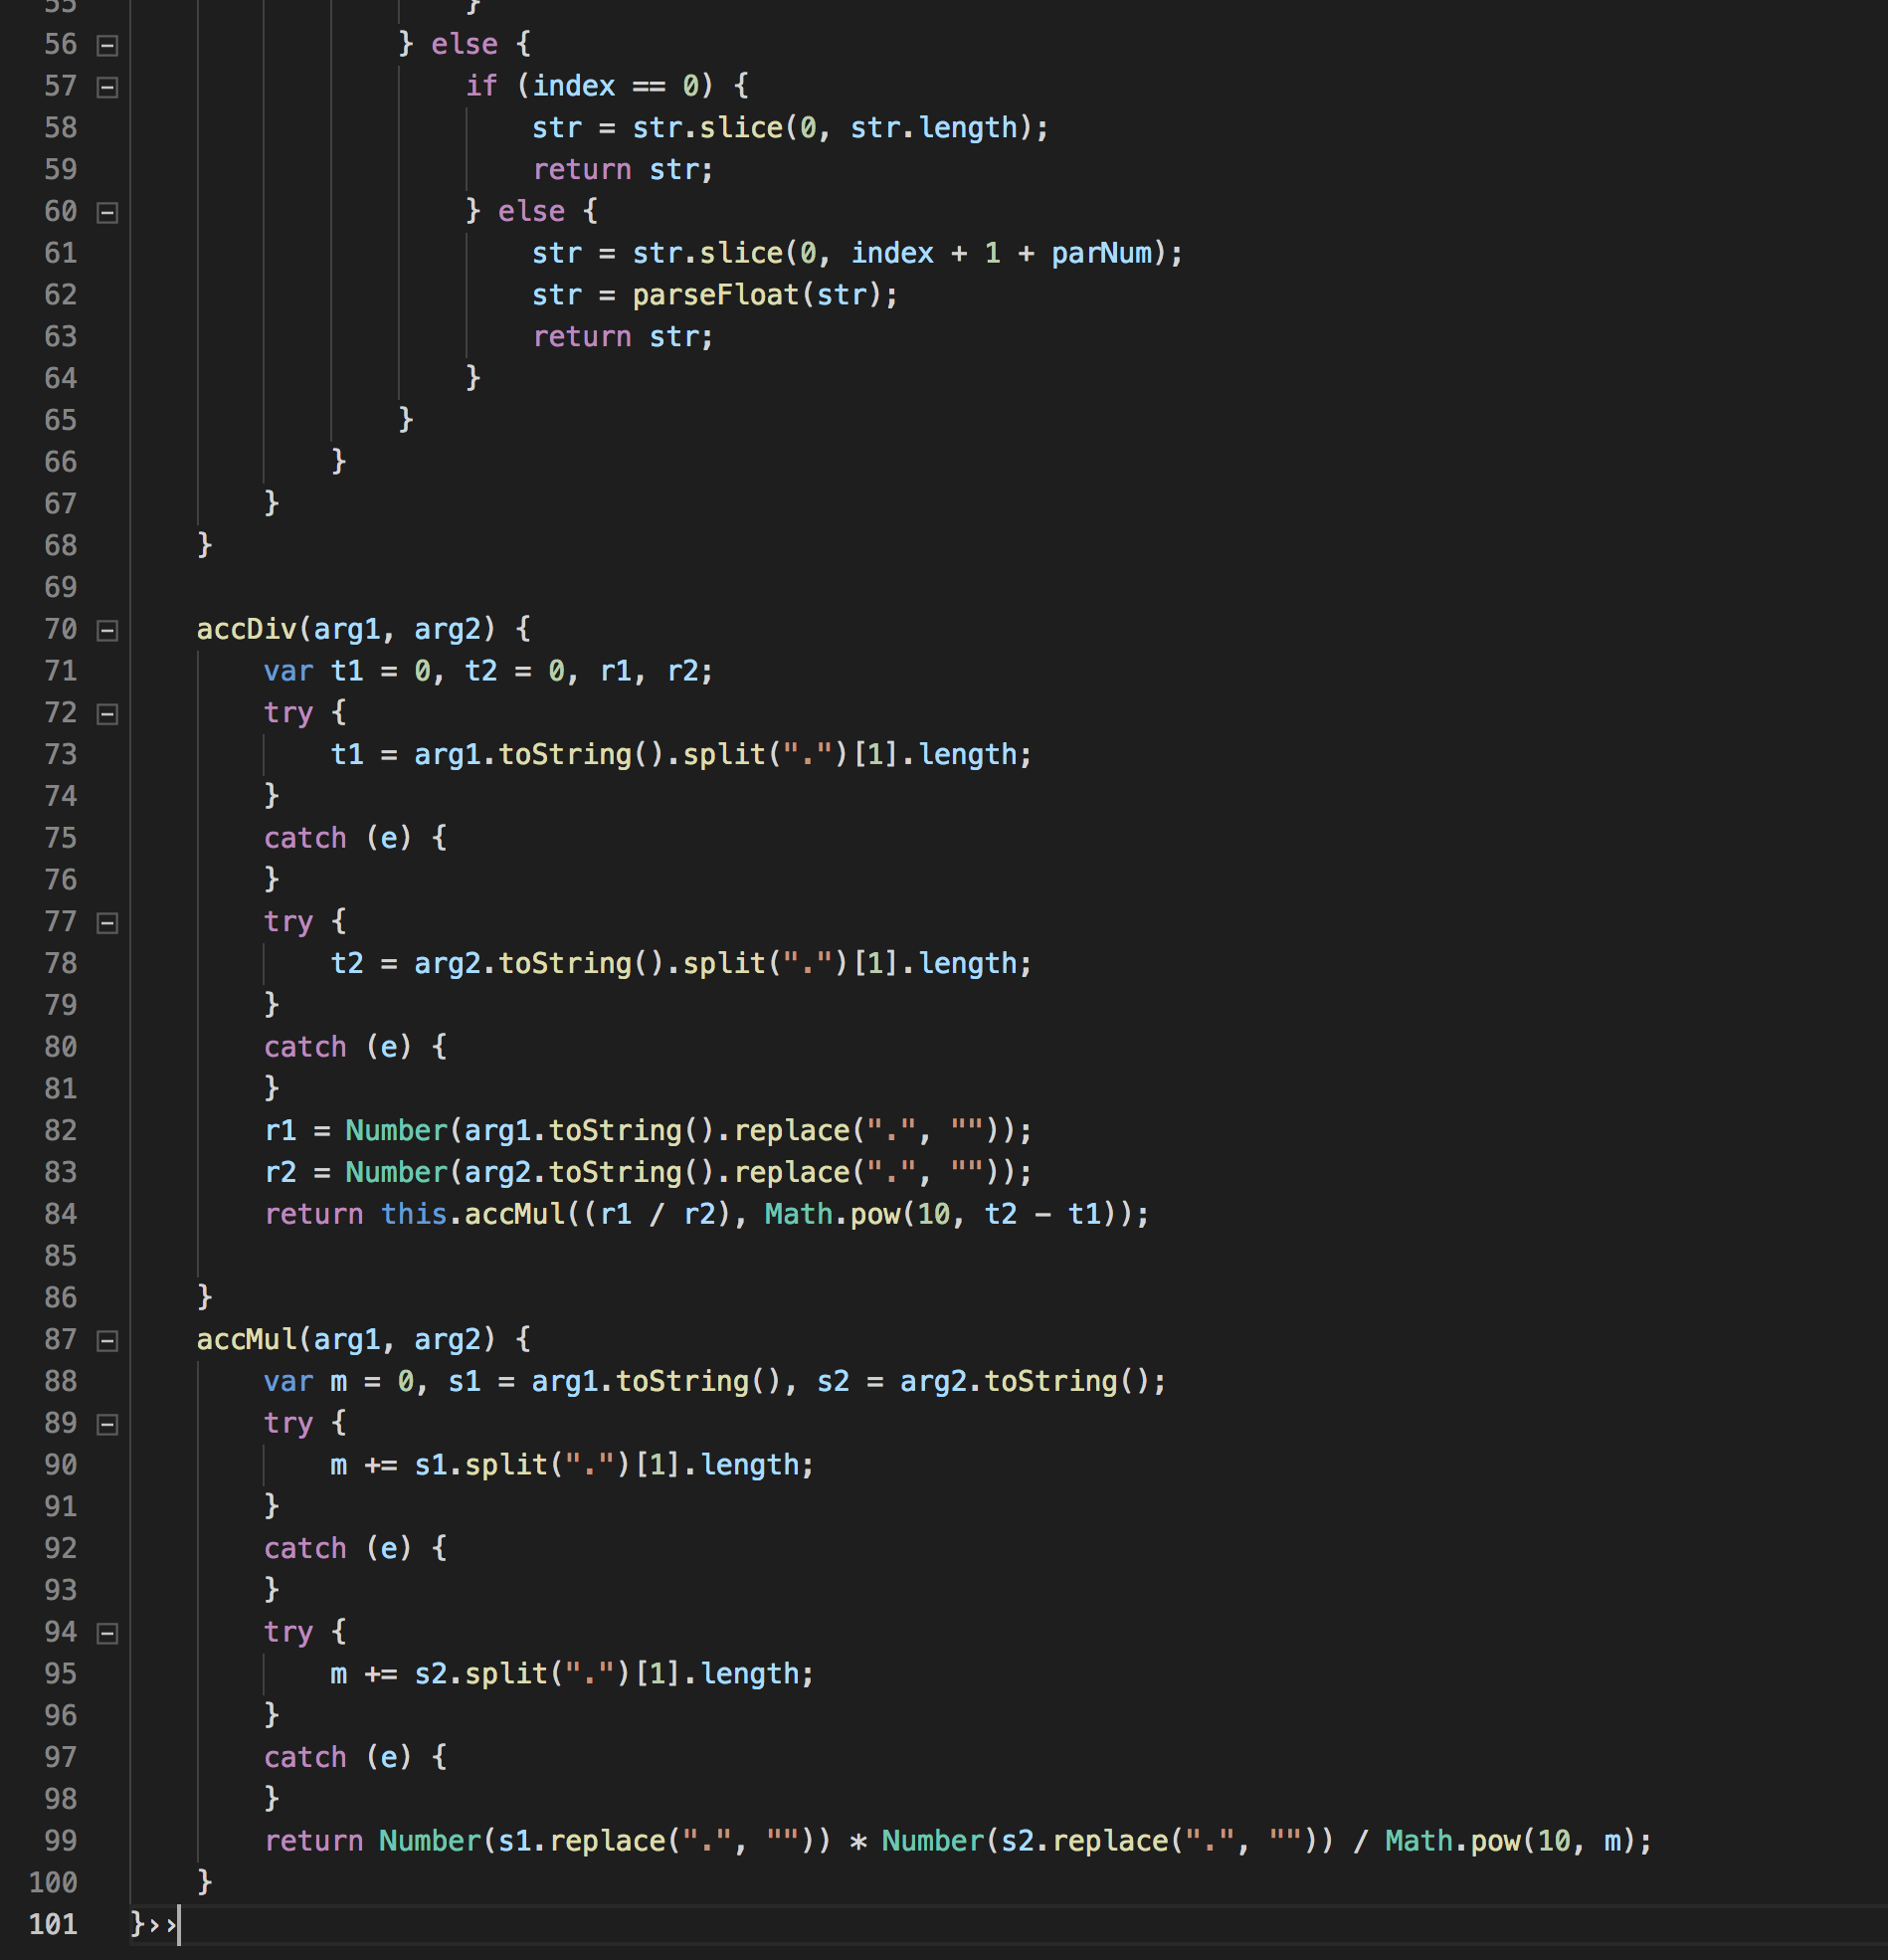 55 }
56 } else {
57 if (index == 0) {
58 str = str.slice(0, str.length);
59 return str;
60 } else {
61 str = str.slice(0, index + 1 + parNum);
62 str = parseFloat(str);
63 return str;
64 }
65 }
66 }
67 }
68 }
69
70 accDiv(arg1, arg2) {
71 var t1 = 0, t2 = 0, r1, r2;
72 try {
73 t1 = arg1.toString().split(".")[1].length;
74 }
75 catch (e) {
76 }
77 try {
78 t2 = arg2.toString().split(".")[1].length;
79 }
80 catch (e) {
81 }
82 r1 = Number(arg1.toString().replace(".", ""));
83 r2 = Number(arg2.toString().replace(".", ""));
84 return this.accMul((r1 / r2), Math.pow(10, t2 - t1));
85
86 }
87 accMul(arg1, arg2) {
88 var m = 0, s1 = arg1.toString(), s2 = arg2.toString();
89 try {
90 m += s1.split(".")[1].length;
91 }
92 catch (e) {
93 }
94 try {
95 m += s2.split(".")[1].length;
96 }
97 catch (e) {
98 }
99 return Number(s1.replace(".", "")) * Number(s2.replace(".", "")) / Math.pow(10, m);
100 }
101 }››